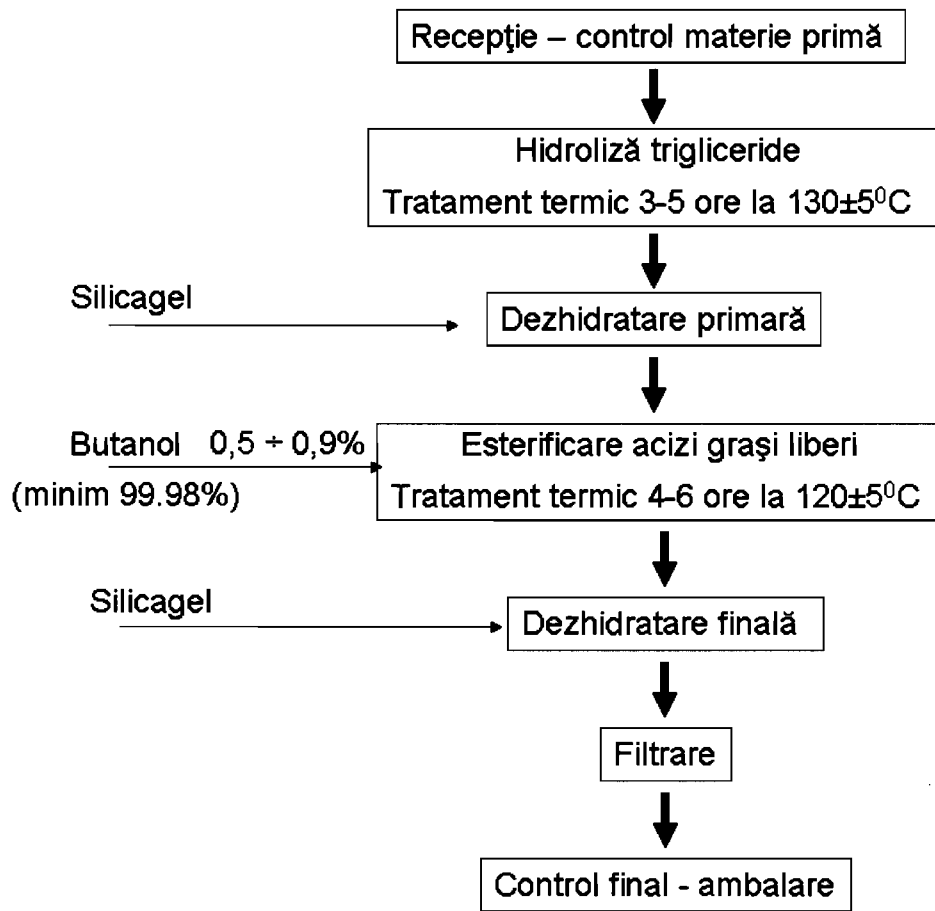 Recepţie – control materie primă
Hidroliză trigliceride
Tratament termic 3-5 ore la 130±5⁰C
Silicagel
Dezhidratare primară
Butanol 0,5 ÷ 0,9%
(minim 99.98%)
Esterificare acizi graşi liberi
Tratament termic 4-6 ore la 120±5⁰C
Silicagel
Dezhidratare finală
Filtrare
Control final - ambalare